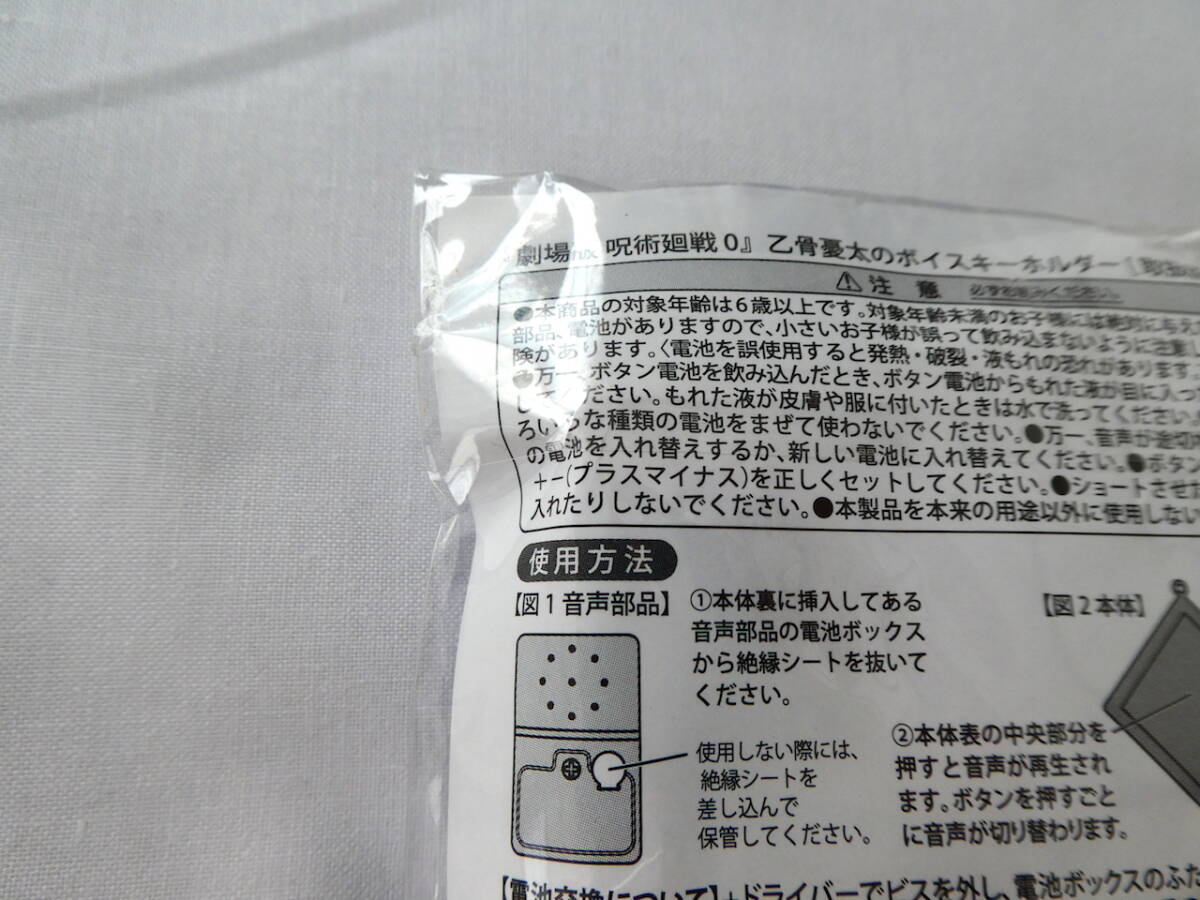 劇場版 呪術廻戦0』 乙骨憂太のボイスキーホルダー
⚠注 意 必ずお読みください。
●本商品の対象年齢は6歳以上です。対象年齢未満のお子様には絶対に与え
部品、電池がありますので、小さいお子様が誤って飲み込まないように注意し
険があります。〈電池を誤使用すると発熱・破裂・液もれの恐れがあります。
●万一、ボタン電池を飲み込んだとき、ボタン電池からもれた液が目に入っ
してください。もれた液が皮膚や服に付いたときは水で洗ってください。
ろいろな種類の電池をまぜて使わないでください。●万一、音声が途切
の電池を入れ替えするか、新しい電池に入れ替えてください。●ボタン
+-(プラスマイナス)を正しくセットしてください。●ショートさせた
入れたりしないでください。●本製品を本来の用途以外に使用しない
使用方法
【図1音声部品】
①本体裏に挿入してある
音声部品の電池ボックス
から絶縁シートを抜いて
ください。
使用しない際には、
絶縁シートを
差し込んで
保管してください。
【図2本体】
②本体表の中央部分を
押すと音声が再生され
ます。ボタンを押すごと
に音声が切り替わります。
【電池交換について】+ドライバーでビスを外し、電池ボックスのふた